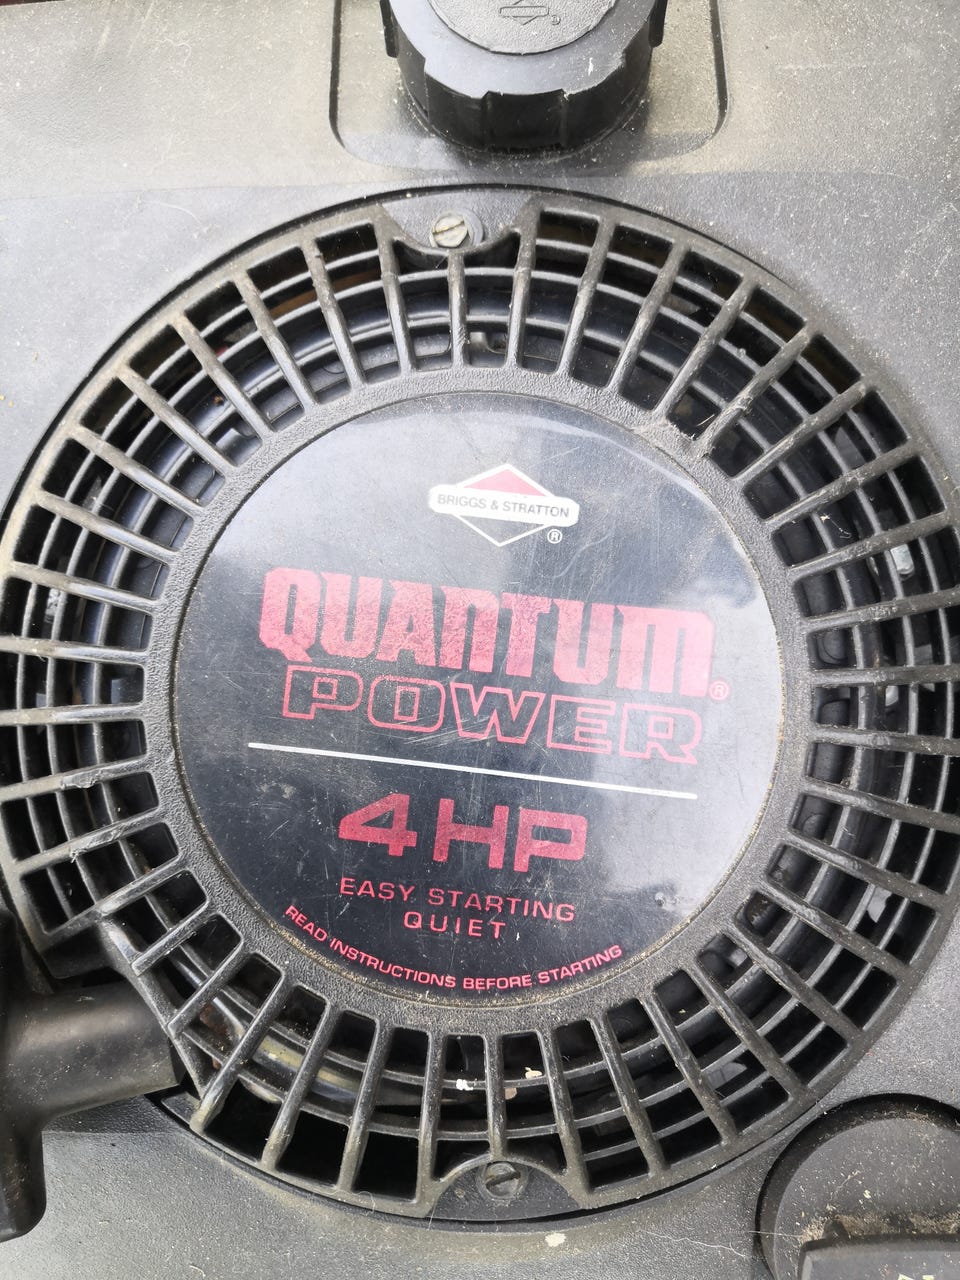 BRIGGS & STRATTON
®
QUANTUM®
POWER
4 HP
EASY STARTING
QUIET
READ INSTRUCTIONS BEFORE STARTING